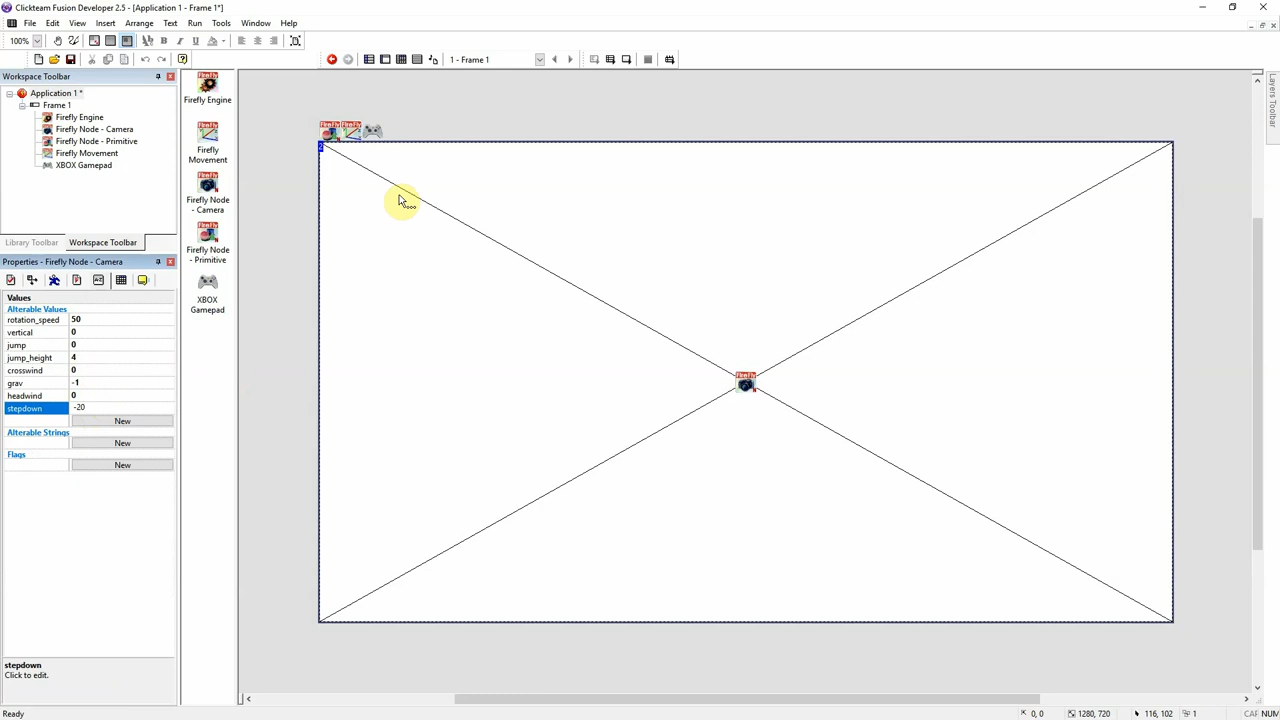 Clickteam Fusion Developer 2.5 - [Application 1 - Frame 1*]
File Edit View Insert Arrange Text Run Tools Window Help
100%
1 - Frame 1
Workspace Toolbar
Application 1 *
Frame 1
Firefly Engine
Firefly Node - Camera
Firefly Node - Primitive
Firefly Movement
XBOX Gamepad
Library Toolbar Workspace Toolbar
Properties - Firefly Node - Camera
Values
Alterable Values
rotation_speed 50
vertical 0
jump 0
jump_height 4
crosswind 0
grav -1
headwind 0
stepdown -20
New
Alterable Strings
New
Flags
New
stepdown
Click to edit.
Firefly Engine
Firefly
Movement
Firefly Node
- Camera
Firefly Node
- Primitive
XBOX
Gamepad
Layers Toolbar
Ready
0, 0
1280, 720
116, 102
1
CAP NUM